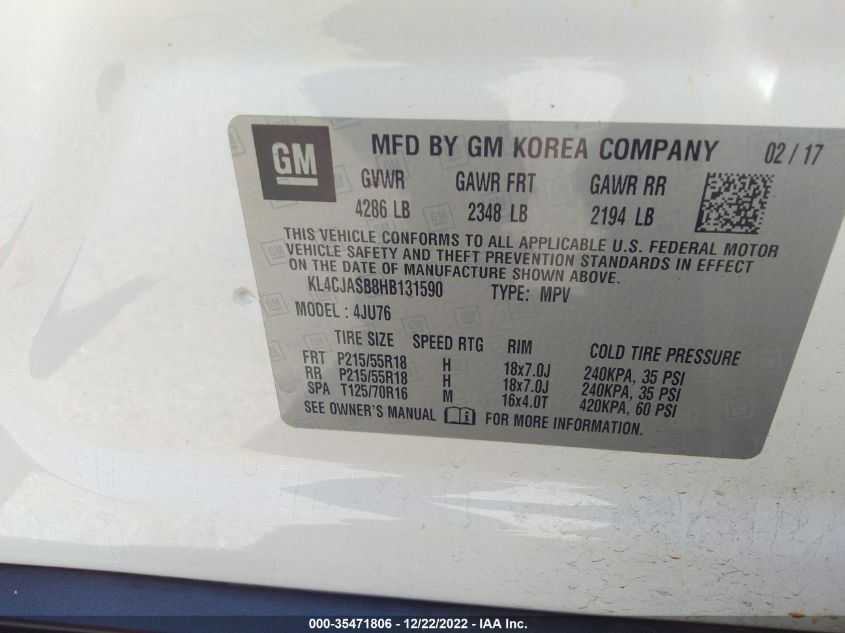 GM
MFD BY GM KOREA COMPANY 02 / 17
GVWR GAWR FRT GAWR RR
4286 LB 2348 LB 2194 LB
THIS VEHICLE CONFORMS TO ALL APPLICABLE U.S. FEDERAL MOTOR
VEHICLE SAFETY AND THEFT PREVENTION STANDARDS IN EFFECT
ON THE DATE OF MANUFACTURE SHOWN ABOVE.
KL4CJASB8HB131590 TYPE: MPV
MODEL : 4JU76
TIRE SIZE SPEED RTG RIM COLD TIRE PRESSURE
FRT P215/55R18 H 18x7.0J 240KPA, 35 PSI
RR P215/55R18 H 18x7.0J 240KPA, 35 PSI
SPA T125/70R16 M 16x4.0T 420KPA, 60 PSI
SEE OWNER'S MANUAL FOR MORE INFORMATION.
000-35471806 - 12/22/2022 - IAA Inc.